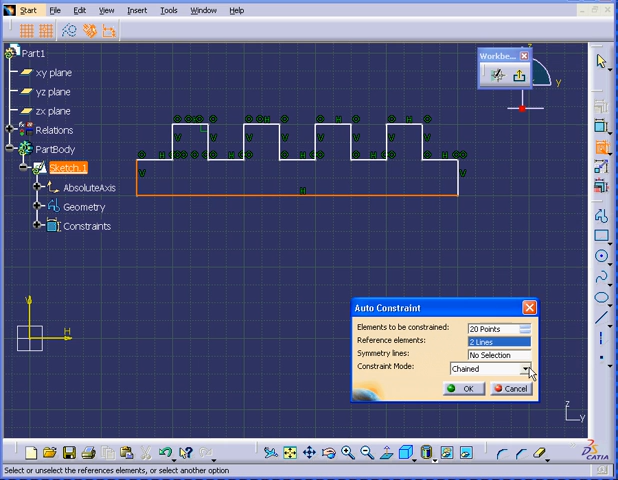 Start File Edit View Insert Tools Window Help
Part1
xy plane
yz plane
zx plane
Relations
PartBody
Sketch.1
AbsoluteAxis
Geometry
Constraints
Workbe...
z
y
V
H
Auto Constraint
Elements to be constrained: 20 Points
Reference elements: 2 Lines
Symmetry lines: No Selection
Constraint Mode: Chained
OK Cancel
z
y
CATIA
Select or unselect the references elements, or select another option